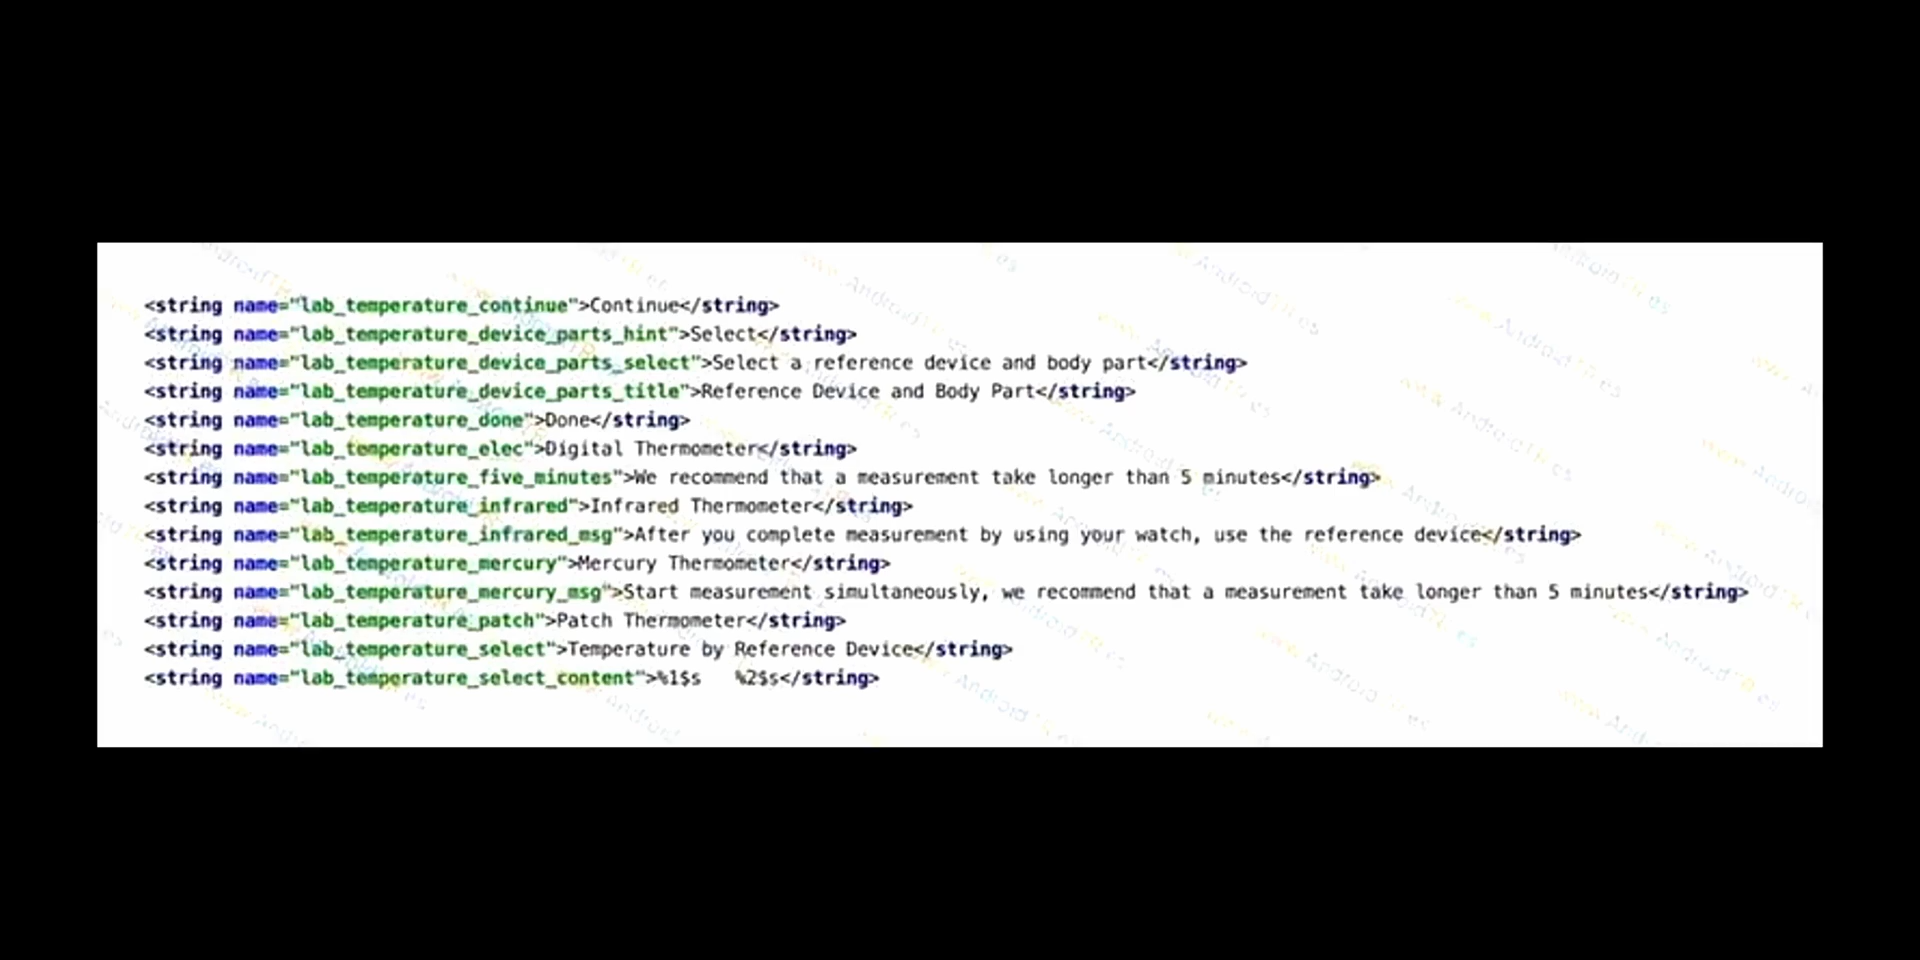 <string name="lab_temperature_continue">Continue</string>
<string name="lab_temperature_device_parts_hint">Select</string>
<string name="lab_temperature_device_parts_select">Select a reference device and body part</string>
<string name="lab_temperature_device_parts_title">Reference Device and Body Part</string>
<string name="lab_temperature_done">Done</string>
<string name="lab_temperature_elec">Digital Thermometer</string>
<string name="lab_temperature_five_minutes">We recommend that a measurement take longer than 5 minutes</string>
<string name="lab_temperature_infrared">Infrared Thermometer</string>
<string name="lab_temperature_infrared_msg">After you complete measurement by using your watch, use the reference device</string>
<string name="lab_temperature_mercury">Mercury Thermometer</string>
<string name="lab_temperature_mercury_msg">Start measurement simultaneously, we recommend that a measurement take longer than 5 minutes</string>
<string name="lab_temperature_patch">Patch Thermometer</string>
<string name="lab_temperature_select">Temperature by Reference Device</string>
<string name="lab_temperature_select_content">%1$s   %2$s</string>